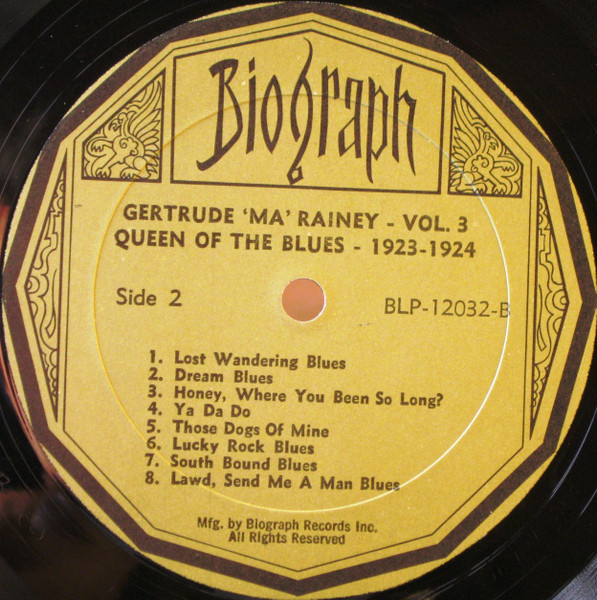 Biograph
GERTRUDE 'MA' RAINEY - VOL. 3
QUEEN OF THE BLUES - 1923-1924
Side 2
BLP-12032-B
1. Lost Wandering Blues
2. Dream Blues
3. Honey, Where You Been So Long?
4. Ya Da Do
5. Those Dogs Of Mine
6. Lucky Rock Blues
7. South Bound Blues
8. Lawd, Send Me A Man Blues
Mfg. by Biograph Records Inc.
All Rights Reserved